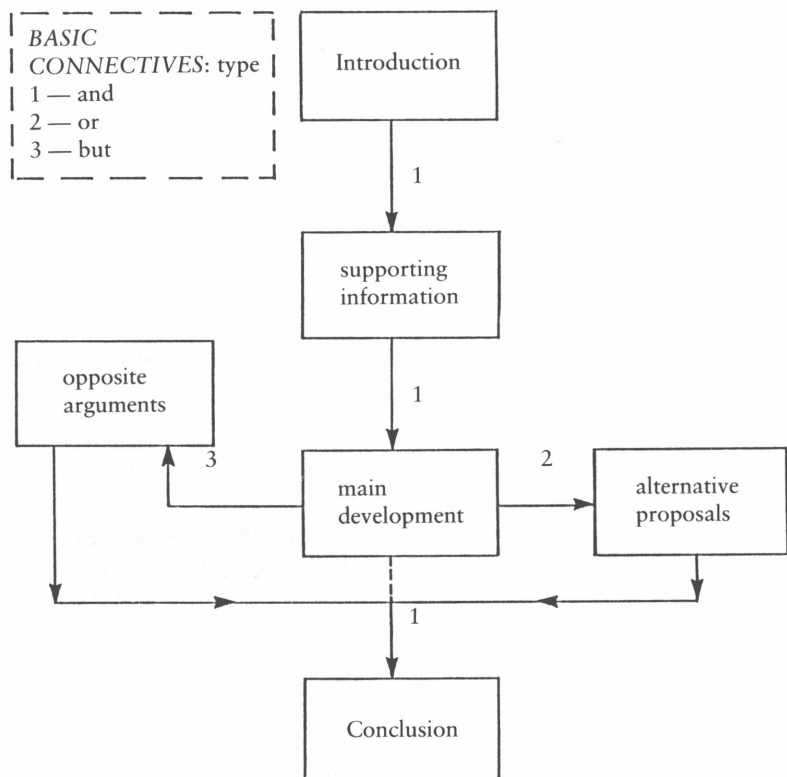 BASIC
CONNECTIVES: type
1 — and
2 — or
3 — but
Introduction
1
supporting
information
1
opposite
arguments
3
main
development
2
alternative
proposals
1
Conclusion